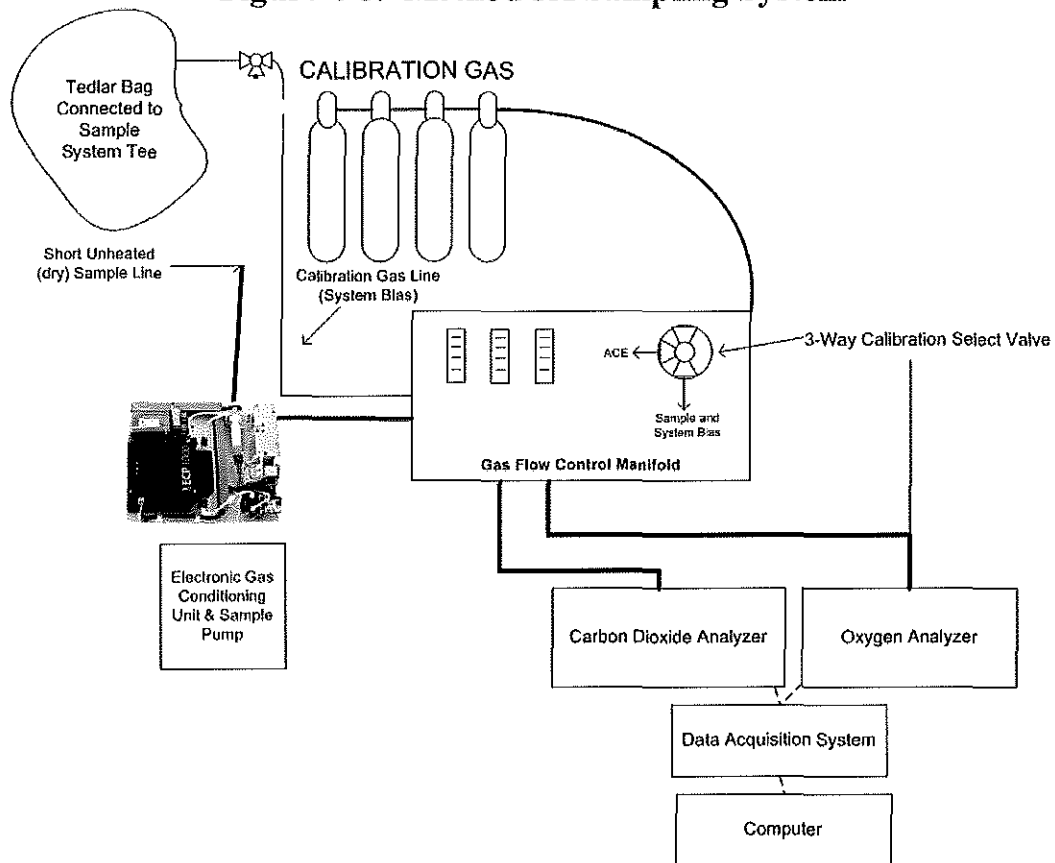 CALIBRATION GAS
Tedlar Bag
Connected to
Sample
System Tee
Short Unheated
(dry) Sample Line
Calibration Gas Line
(System Bias)
3-Way Calibration Select Valve
ACE
Sample and
System Bias
Gas Flow Control Manifold
Electronic Gas
Conditioning
Unit & Sample
Pump
Carbon Dioxide Analyzer
Oxygen Analyzer
Data Acquisition System
Computer